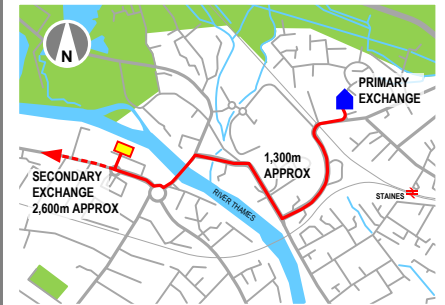 N
PRIMARY
EXCHANGE
1,300m
APPROX
SECONDARY
EXCHANGE
2,600m APPROX
RIVER THAMES
STAINES